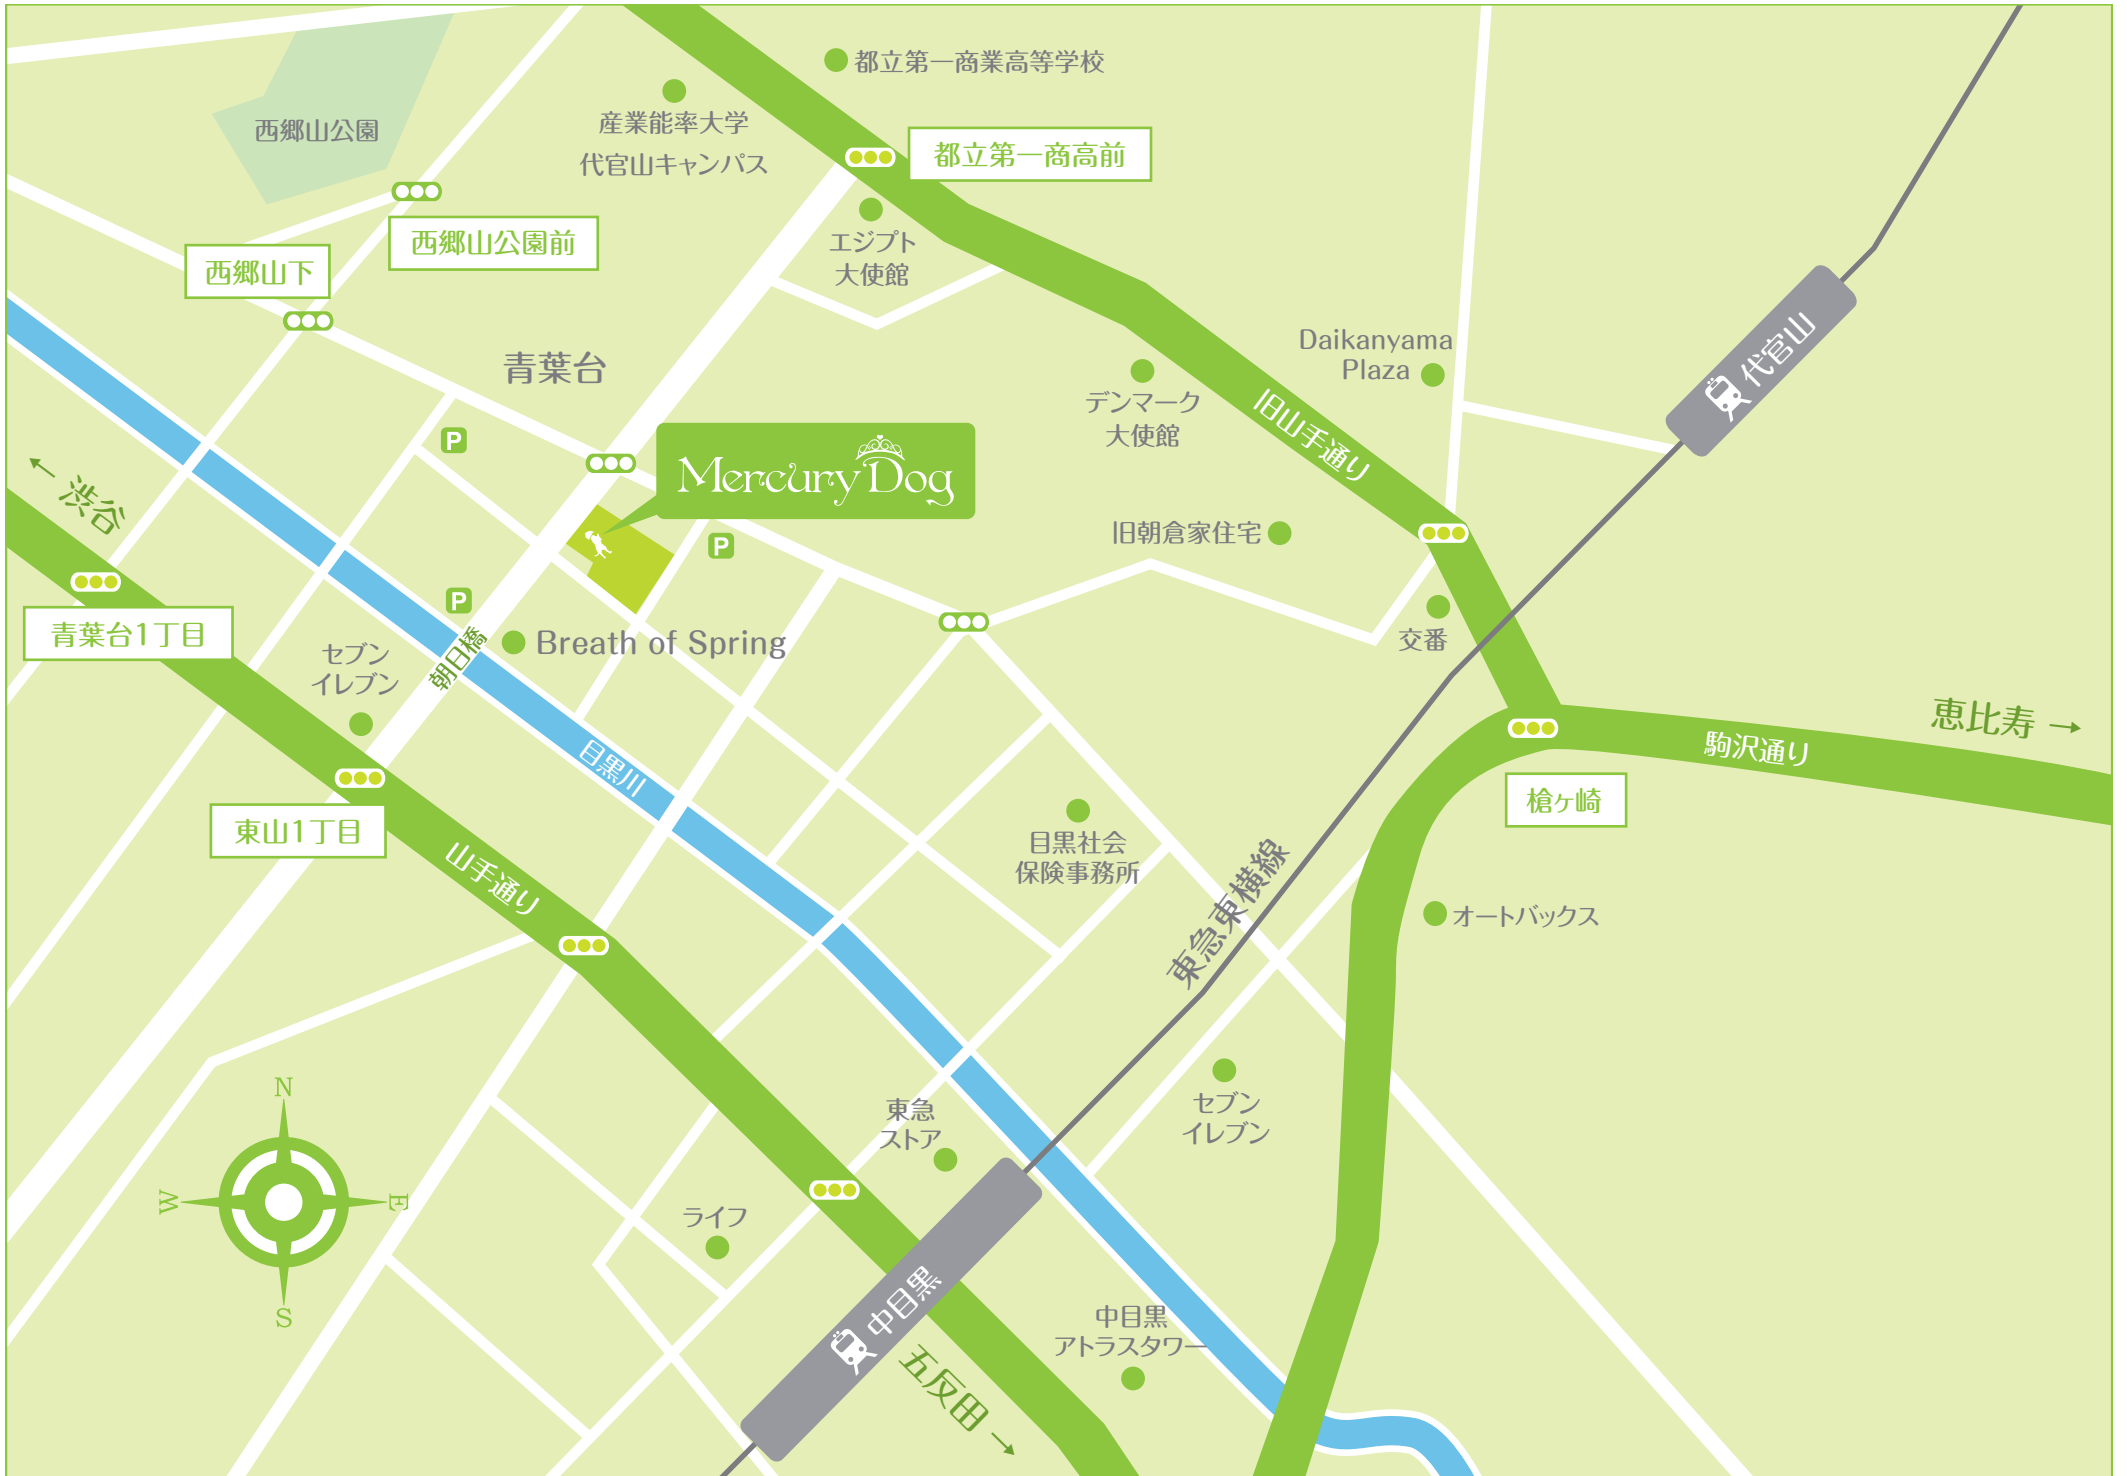 都立第一商業高等学校
産業能率大学
代官山キャンパス
西郷山公園
都立第一商高前
西郷山公園前
西郷山下
エジプト
大使館
青葉台
Daikanyama
Plaza
代官山
デンマーク
大使館
旧山手通り
P
Mercury Dog
← 渋谷
P
旧朝倉家住宅
P
青葉台1丁目
セブン
イレブン
朝日橋
Breath of Spring
交番
恵比寿 →
駒沢通り
目黒川
槍ヶ崎
東山1丁目
山手通り
目黒社会
保険事務所
東急東横線
オートバックス
N
W
E
S
東急
ストア
セブン
イレブン
ライフ
中目黒
中目黒
アトラスタワー
五反田 →